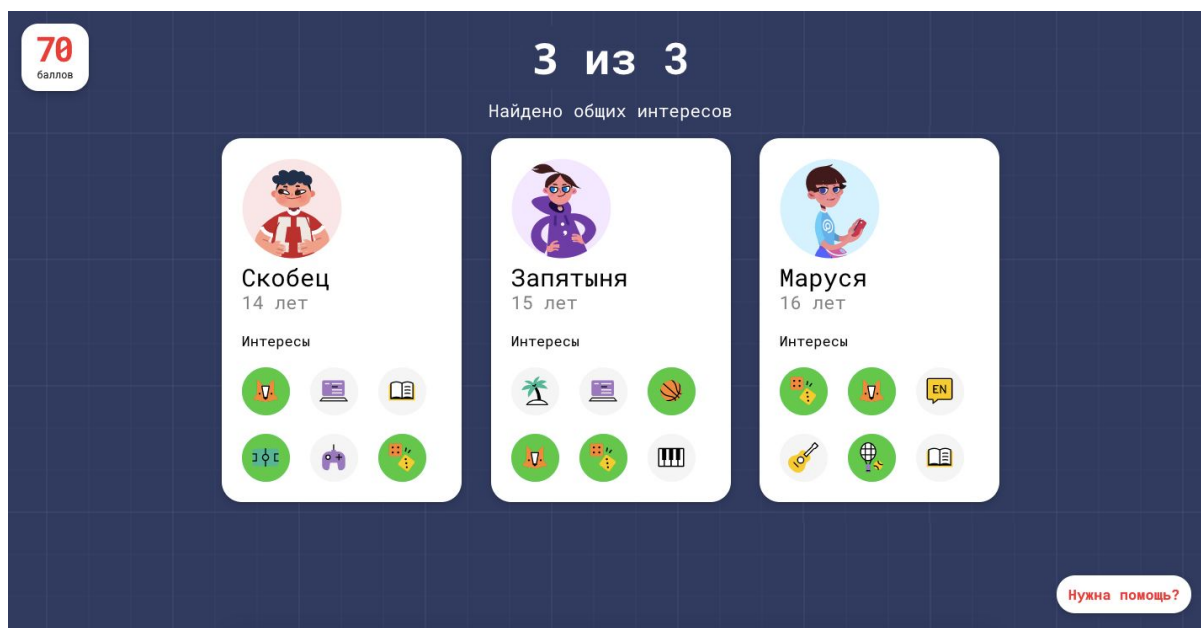 70
баллов
3 из 3
Найдено общих интересов
Скобец
14 лет
Интересы
Запятыня
15 лет
Интересы
Маруся
16 лет
Интересы
EN
Нужна помощь?